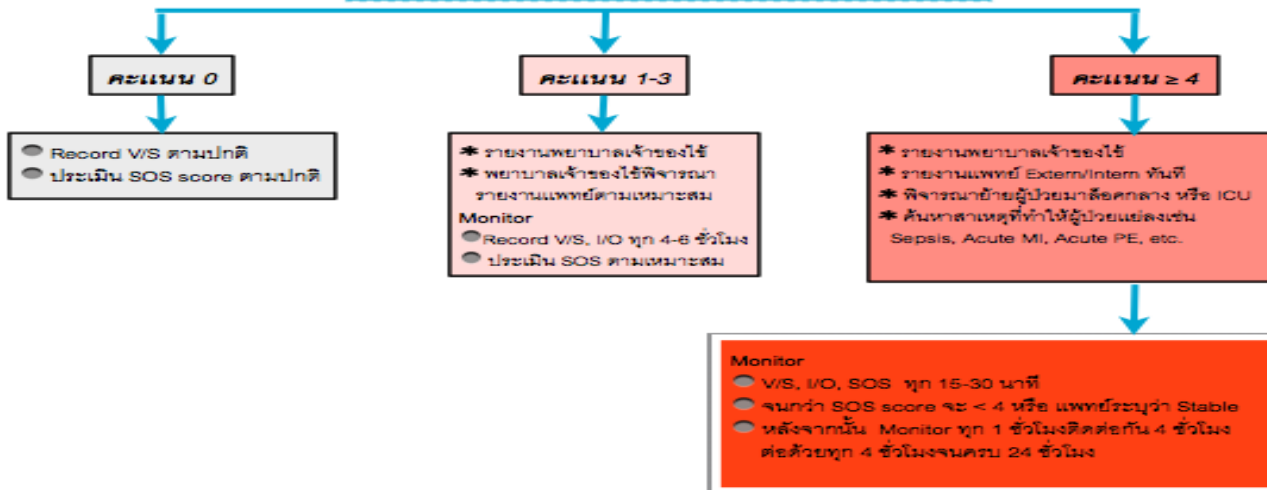 คะแนน 0
Record V/S ตามปกติ
ประเมิน SOS score ตามปกติ
คะแนน 1-3
* รายงานพยาบาลเจ้าของไข้
* พยาบาลเจ้าของไข้พิจารณา
รายงานแพทย์ตามเหมาะสม
Monitor
Record V/S, I/O ทุก 4-6 ชั่วโมง
ประเมิน SOS ตามเหมาะสม
คะแนน ≥ 4
* รายงานพยาบาลเจ้าของไข้
* รายงานแพทย์ Extern/Intern ทันที
* พิจารณาย้ายผู้ป่วยมาล็อคกลาง หรือ ICU
* ค้นหาสาเหตุที่ทำให้ผู้ป่วยแย่ลงเช่น
Sepsis, Acute MI, Acute PE, etc.
Monitor
V/S, I/O, SOS ทุก 15-30 นาที
จนกว่า SOS score จะ < 4 หรือ แพทย์ระบุว่า Stable
หลังจากนั้น Monitor ทุก 1 ชั่วโมงติดต่อกัน 4 ชั่วโมง
ต่อด้วยทุก 4 ชั่วโมงจนครบ 24 ชั่วโมง